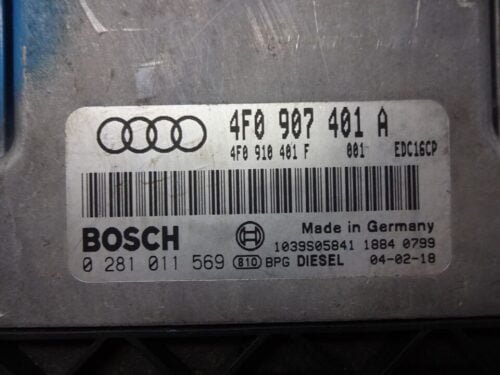 4F0 907 401 A
4F0 910 401 F 001 EDC16CP
BOSCH
Made in Germany
1039S05841 1884 0799
0 281 011 569 810 BPG DIESEL 04-02-18